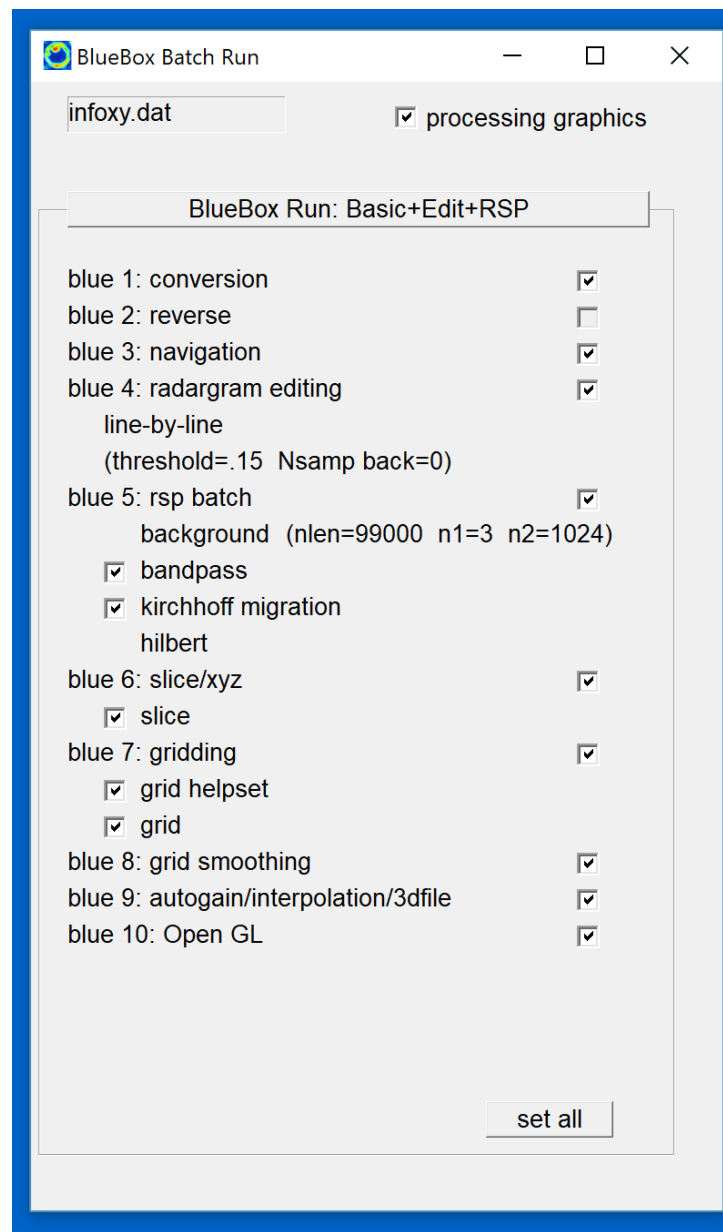 BlueBox Batch Run
infoxy.dat
processing graphics
BlueBox Run: Basic+Edit+RSP
blue 1: conversion
blue 2: reverse
blue 3: navigation
blue 4: radargram editing
line-by-line
(threshold=.15  Nsamp back=0)
blue 5: rsp batch
background  (nlen=99000  n1=3  n2=1024)
bandpass
kirchhoff migration
hilbert
blue 6: slice/xyz
slice
blue 7: gridding
grid helpset
grid
blue 8: grid smoothing
blue 9: autogain/interpolation/3dfile
blue 10: Open GL
set all